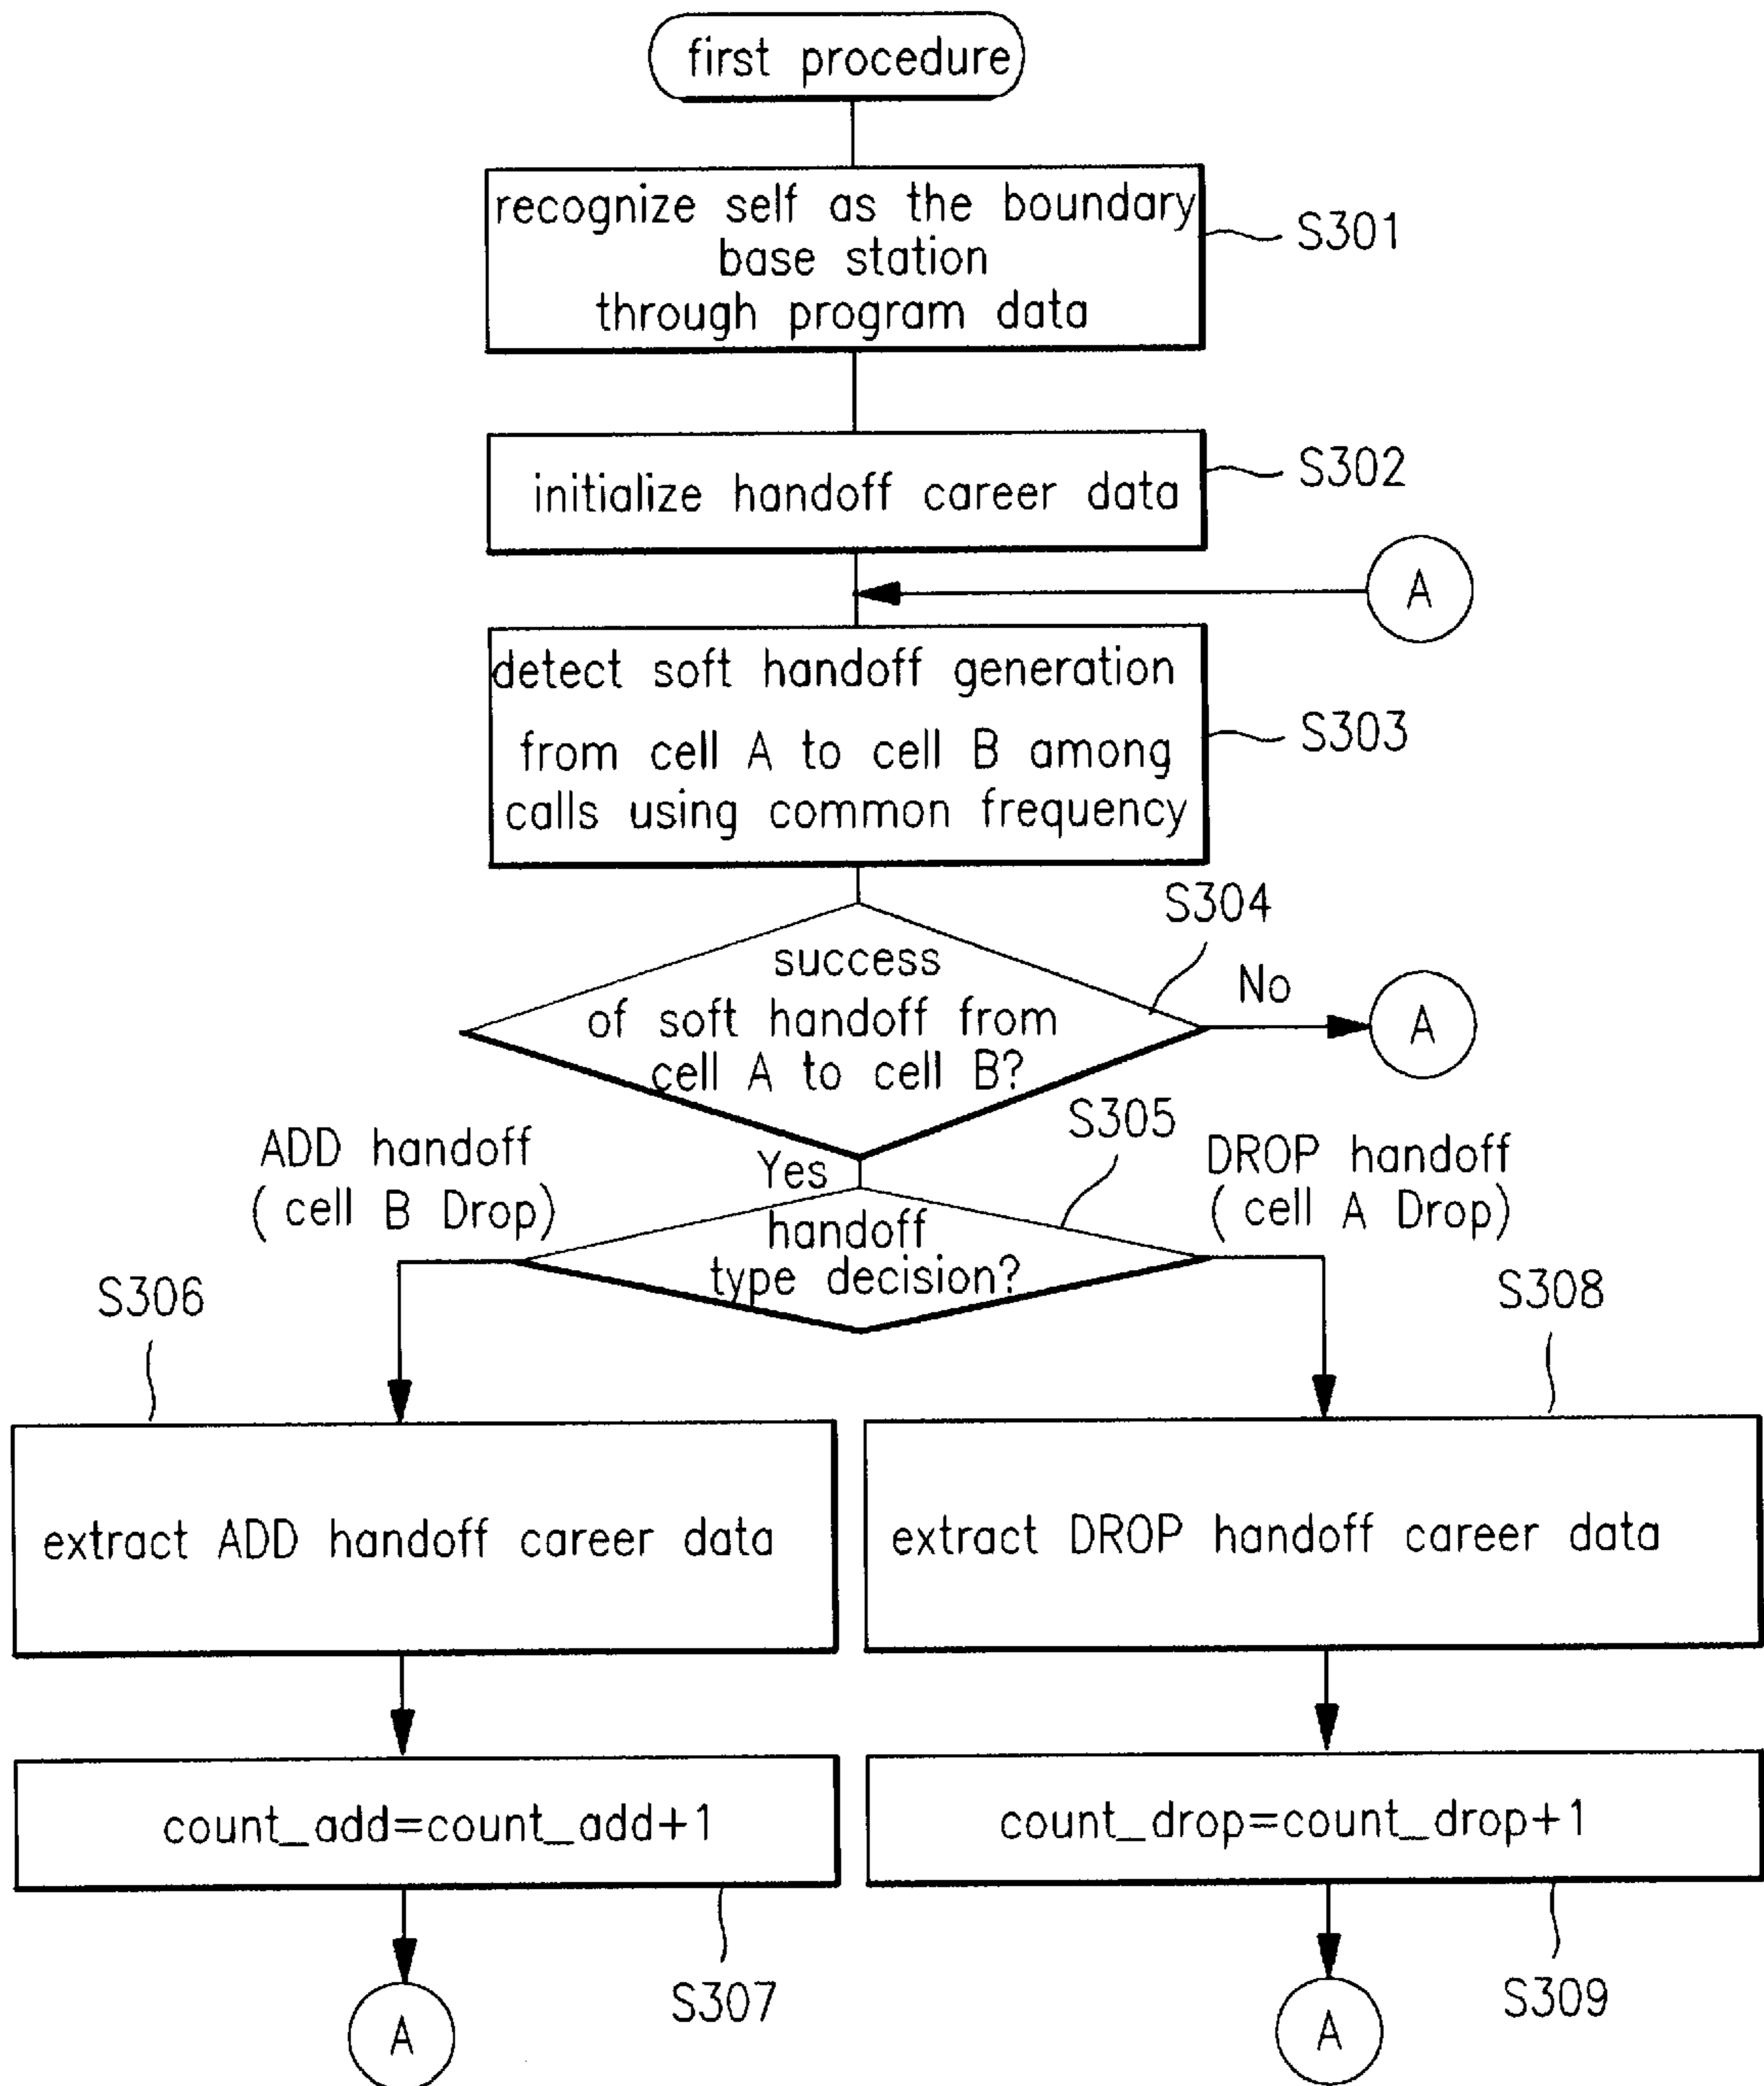 first procedure
recognize self as the boundary
base station
through program data
S301
initialize handoff career data
S302
A
detect soft handoff generation
from cell A to cell B among
calls using common frequency
S303
S304
success
of soft handoff from
cell A to cell B?
No
A
S305
Yes
ADD handoff
( cell B Drop)
DROP handoff
( cell A Drop)
handoff
type decision?
S306
S308
extract ADD handoff career data
extract DROP handoff career data
count_add=count_add+1
count_drop=count_drop+1
S307
S309
A
A